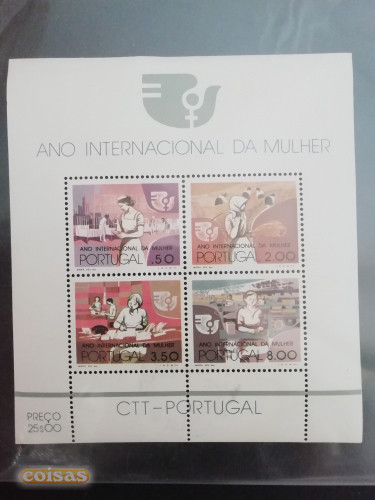 ANO INTERNACIONAL DA MULHER
ANO INTERNACIONAL DA MULHER
PORTUGAL .50
ANO INTERNACIONAL DA MULHER
PORTUGAL 2.00
ANO INTERNACIONAL DA MULHER
PORTUGAL 3.50
ANO INTERNACIONAL DA MULHER
PORTUGAL 8.00
CTT-PORTUGAL
PREÇO
25$00
coisas